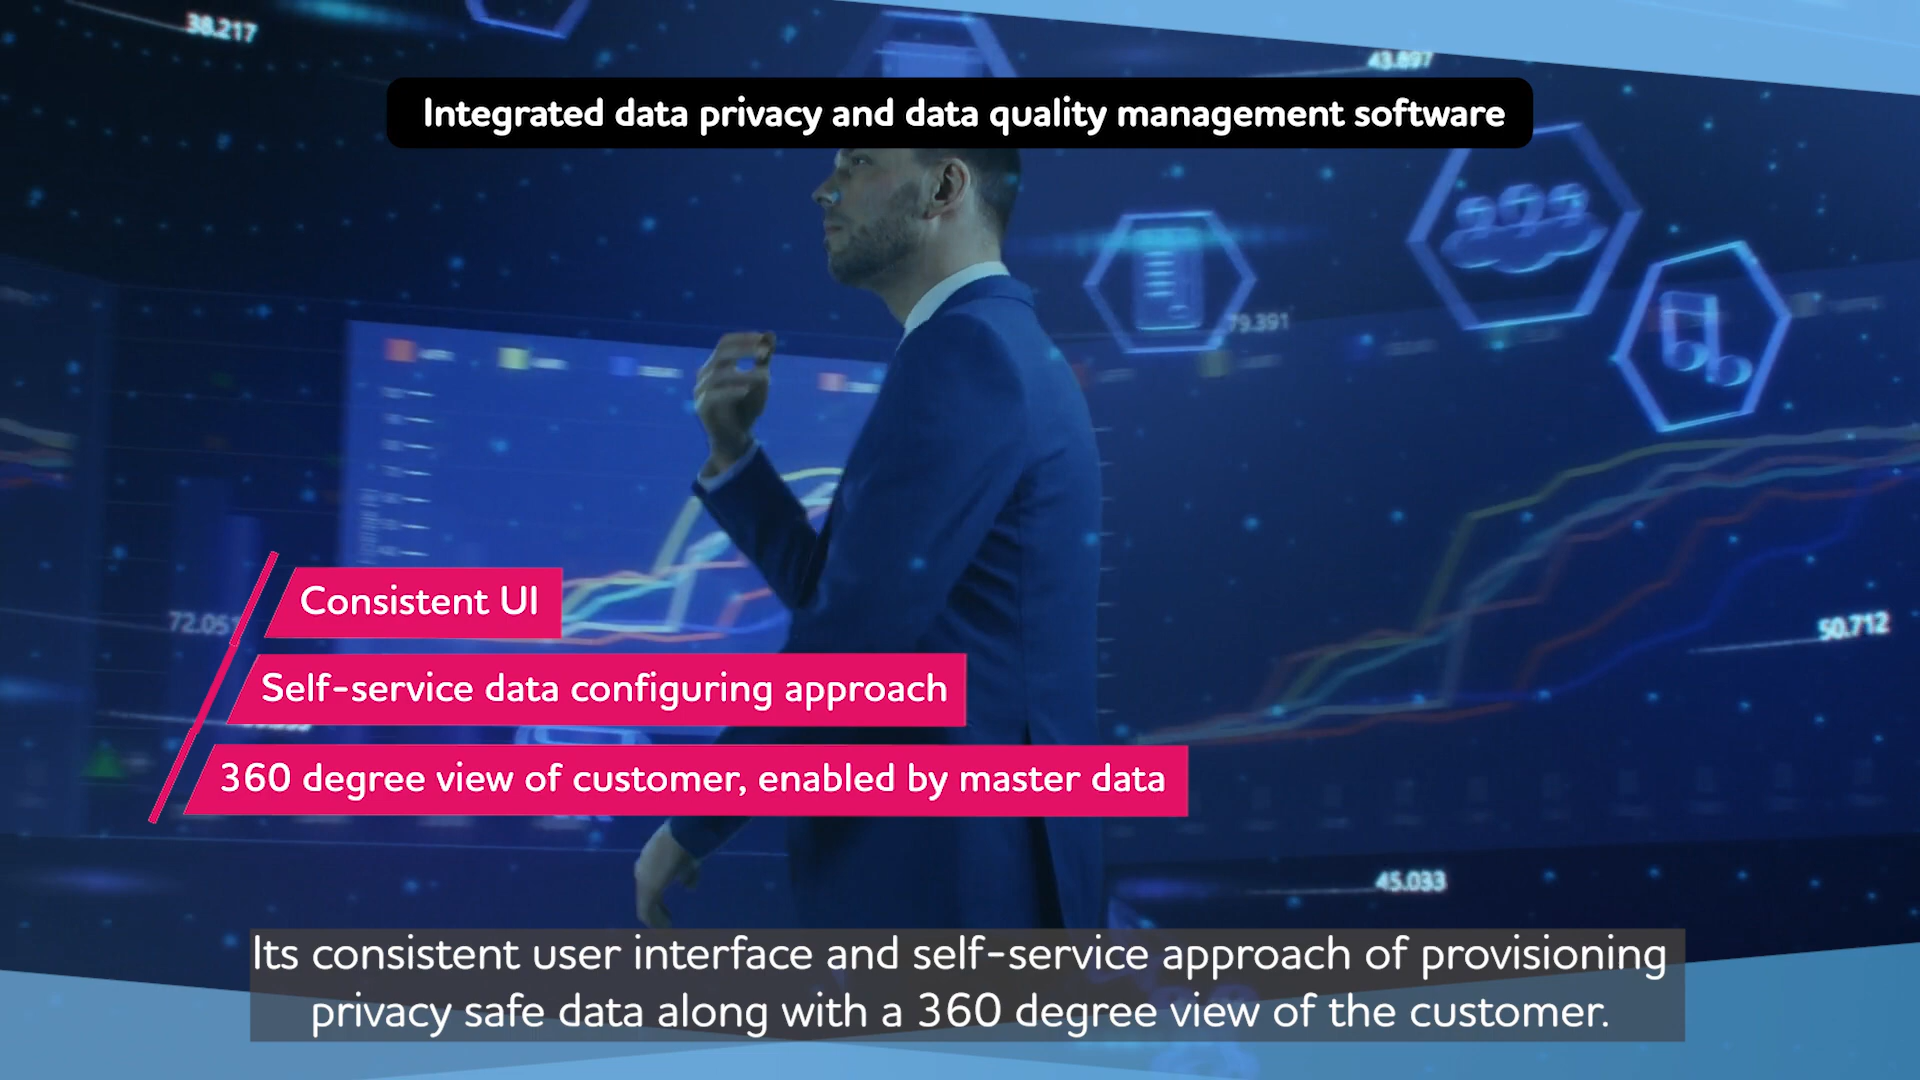 38.217
43.897
Integrated data privacy and data quality management software
79.391
Consistent UI
72.051
50.712
Self-service data configuring approach
360 degree view of customer, enabled by master data
45.033
Its consistent user interface and self-service approach of provisioning
privacy safe data along with a 360 degree view of the customer.